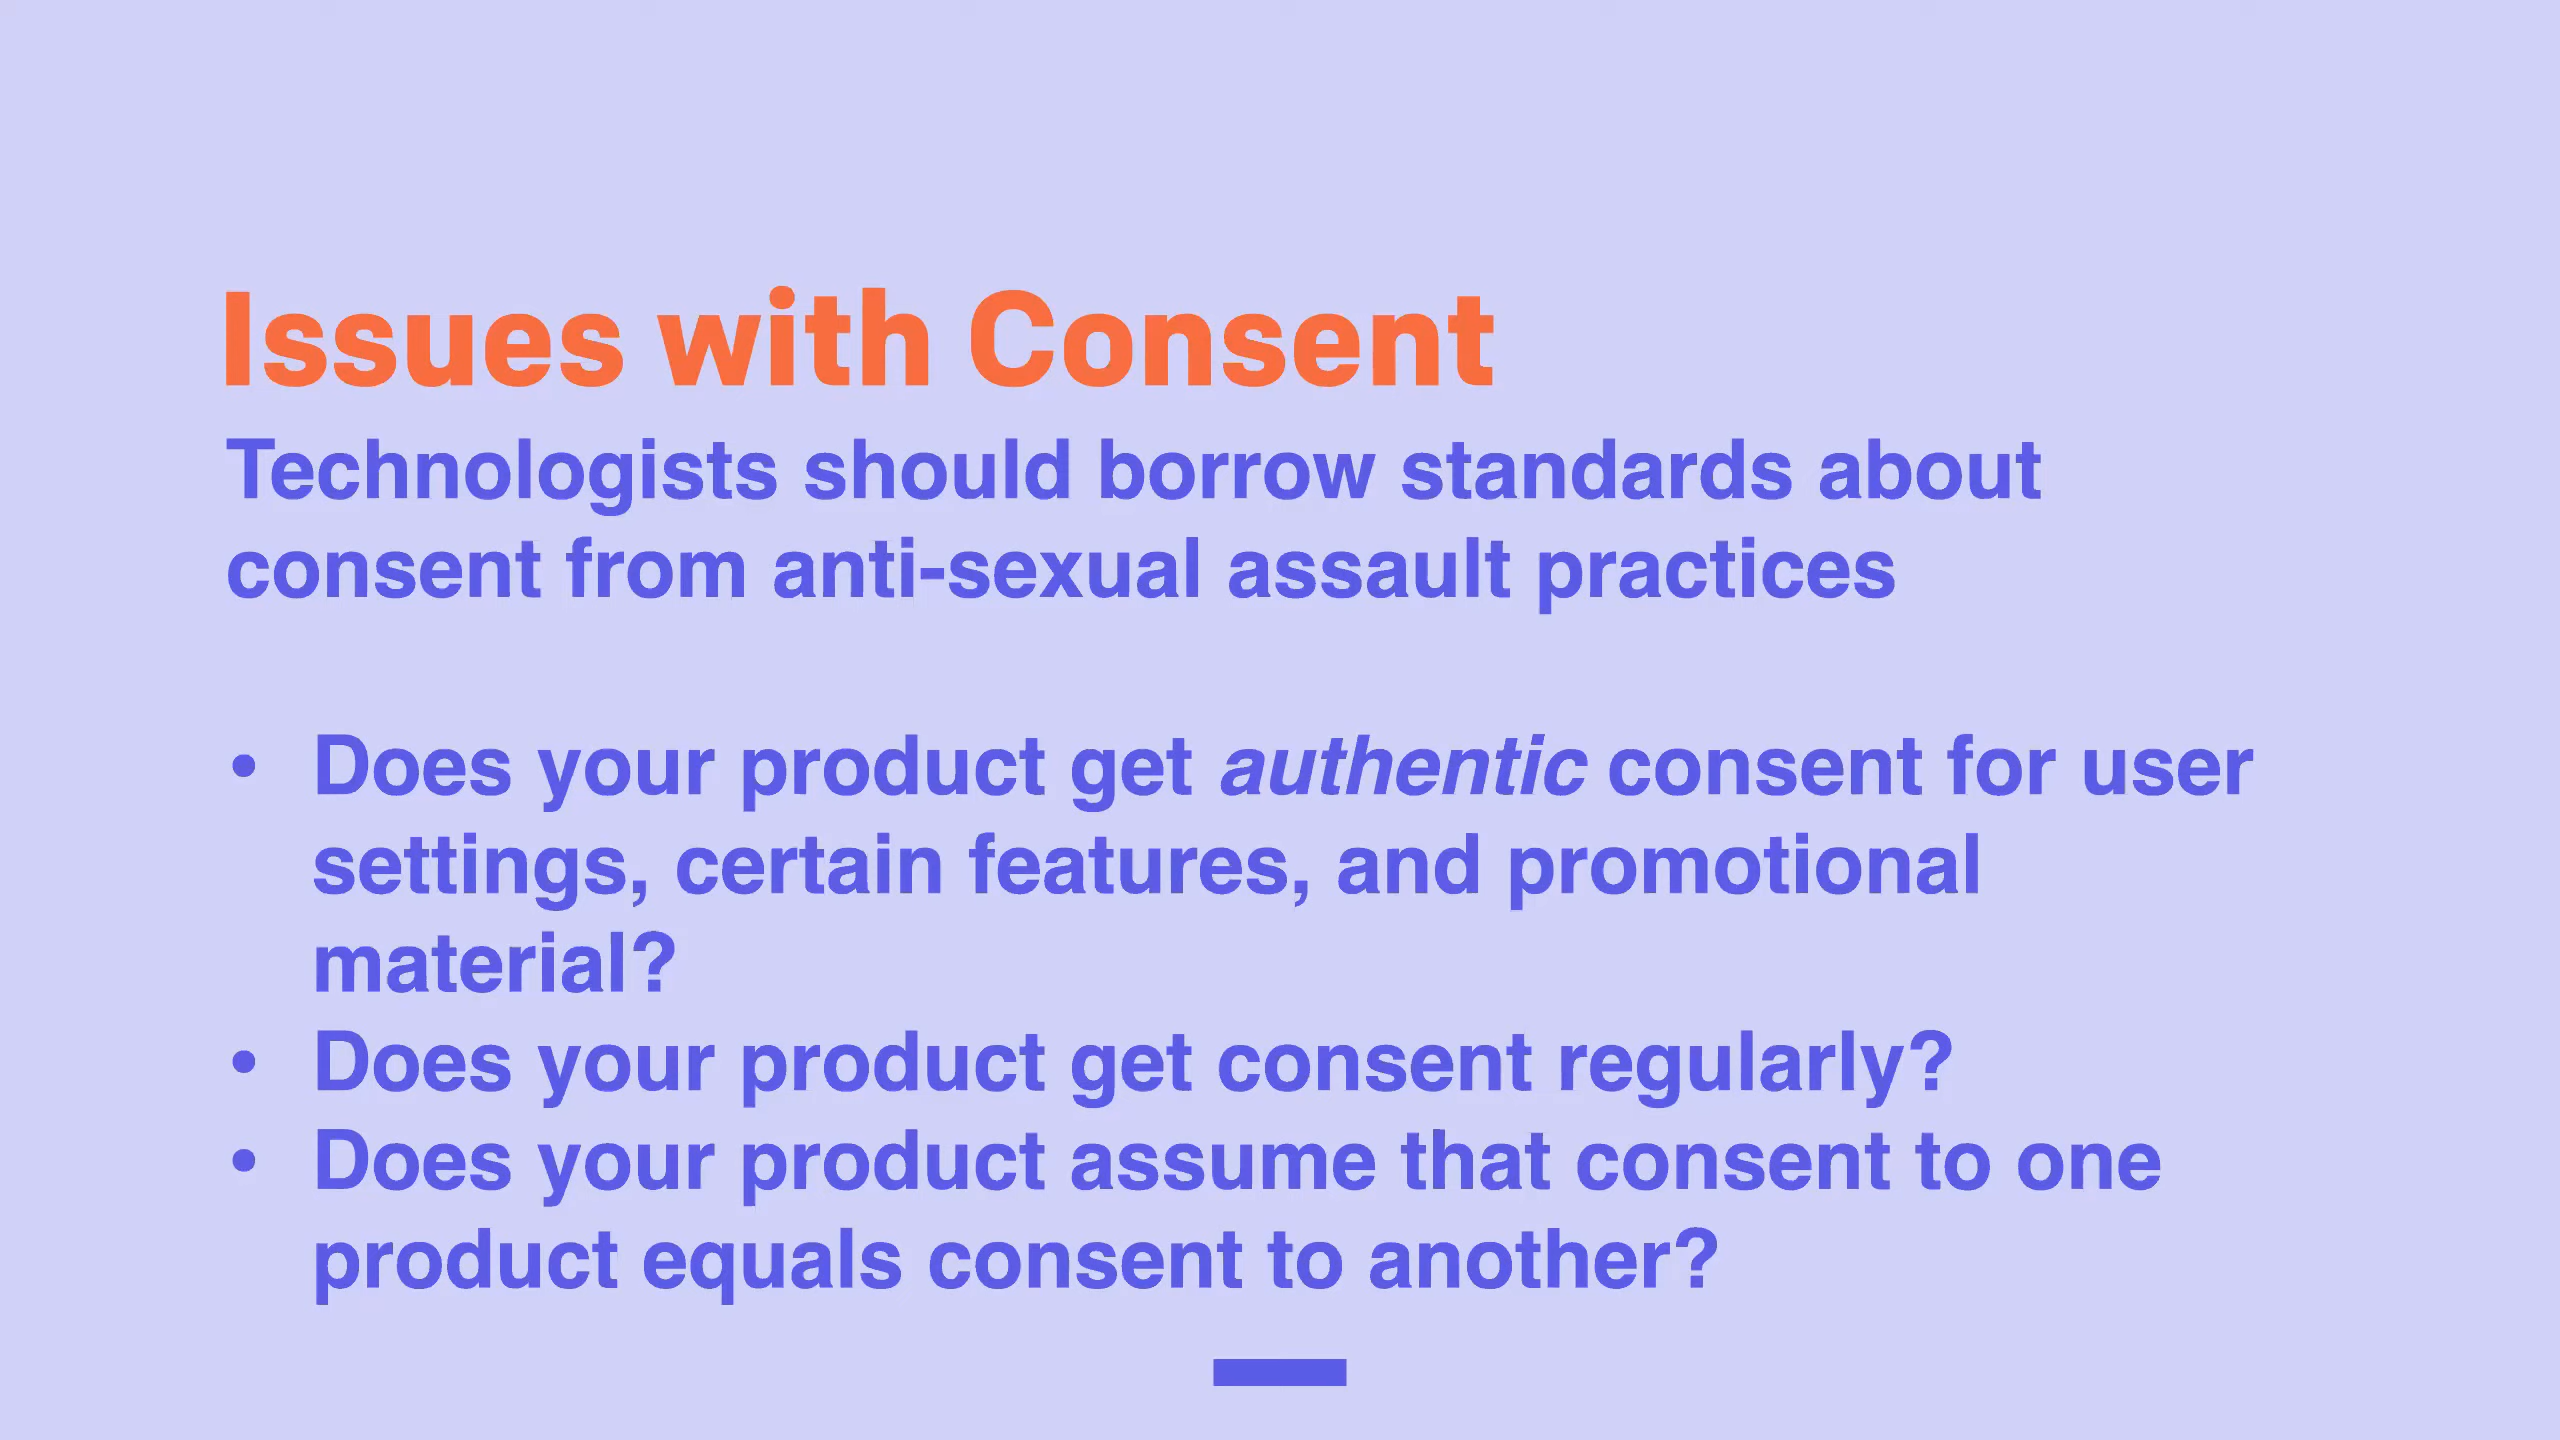 Issues with Consent
Technologists should borrow standards about
consent from anti-sexual assault practices
• Does your product get authentic consent for user
settings, certain features, and promotional
material?
• Does your product get consent regularly?
• Does your product assume that consent to one
product equals consent to another?